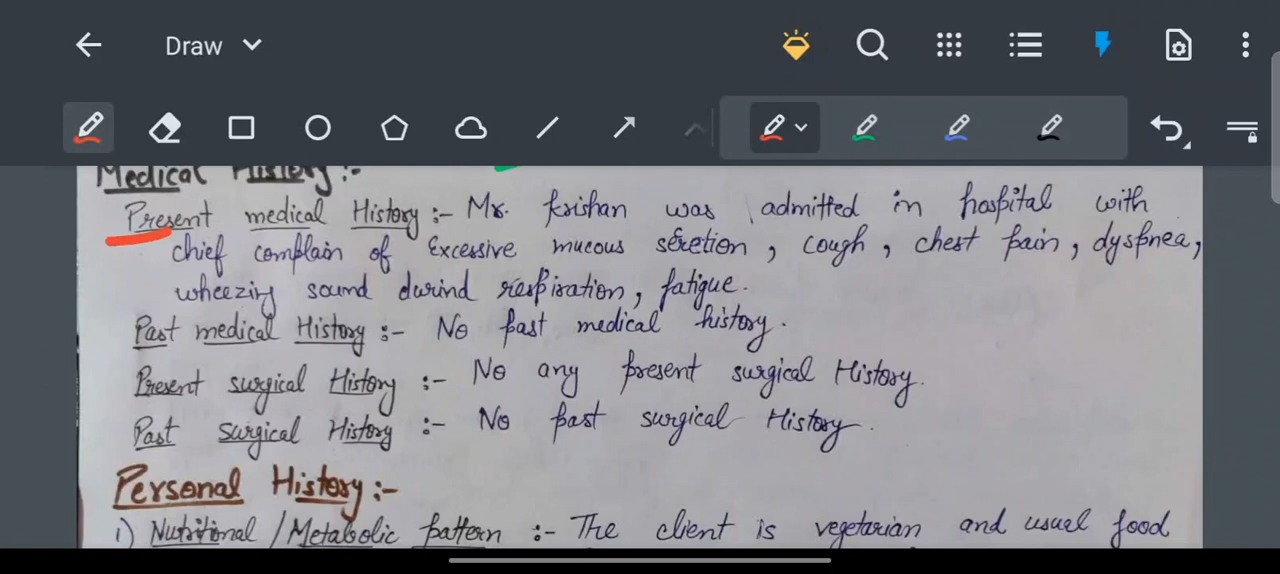 Draw
Medical History :-
Present medical History :- Mr. Krishan was admitted in hospital with
chief complain of Excessive mucous secretion, cough, chest pain, dyspnea,
wheezing sound durind respiration, fatigue.
Past medical History :- No past medical history.
Present surgical History :- No any present surgical History.
Past surgical History :- No past surgical History.
Personal History :-
i) Nutritional / Metabolic pattern :- The client is vegetarian and usual food